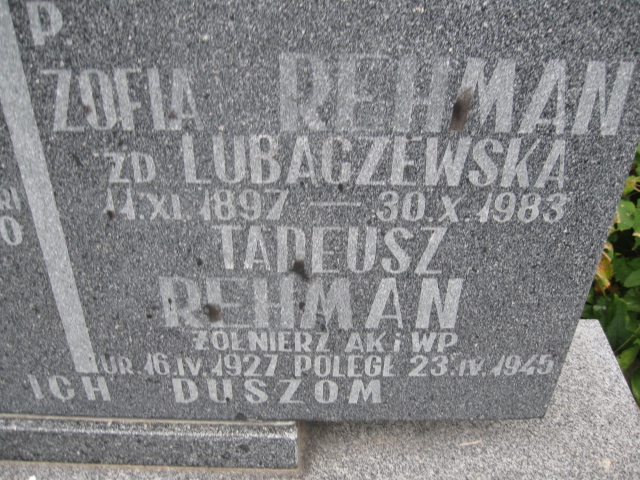 P.
ZOFIA REHMAN
ZD LUBACZEWSKA
11.XI.1897 — 30.X.1983
TADEUSZ
REHMAN
ŻOŁNIERZ AK i WP
UR 16.IV.1927 POLEGŁ 23.IV.1945
ICH DUSZOM